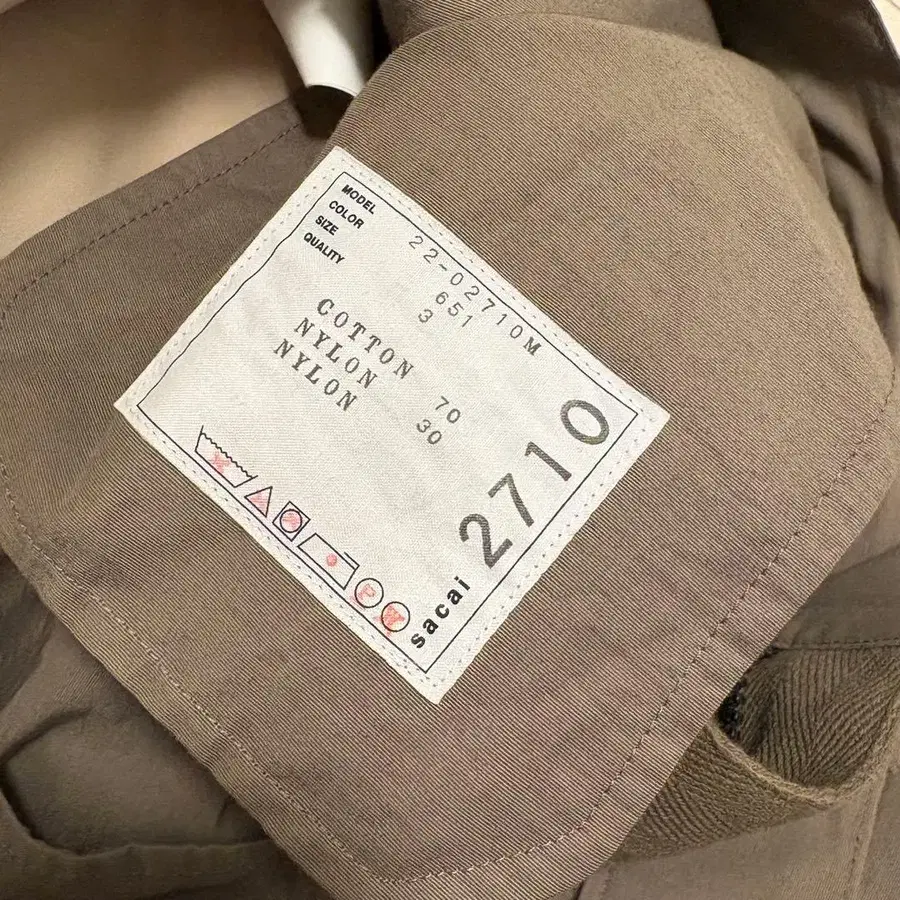 MODEL 22-02710M
COLOR 651
SIZE 3
QUALITY
COTTON 70
NYLON 30
NYLON
P W
sacai 2710